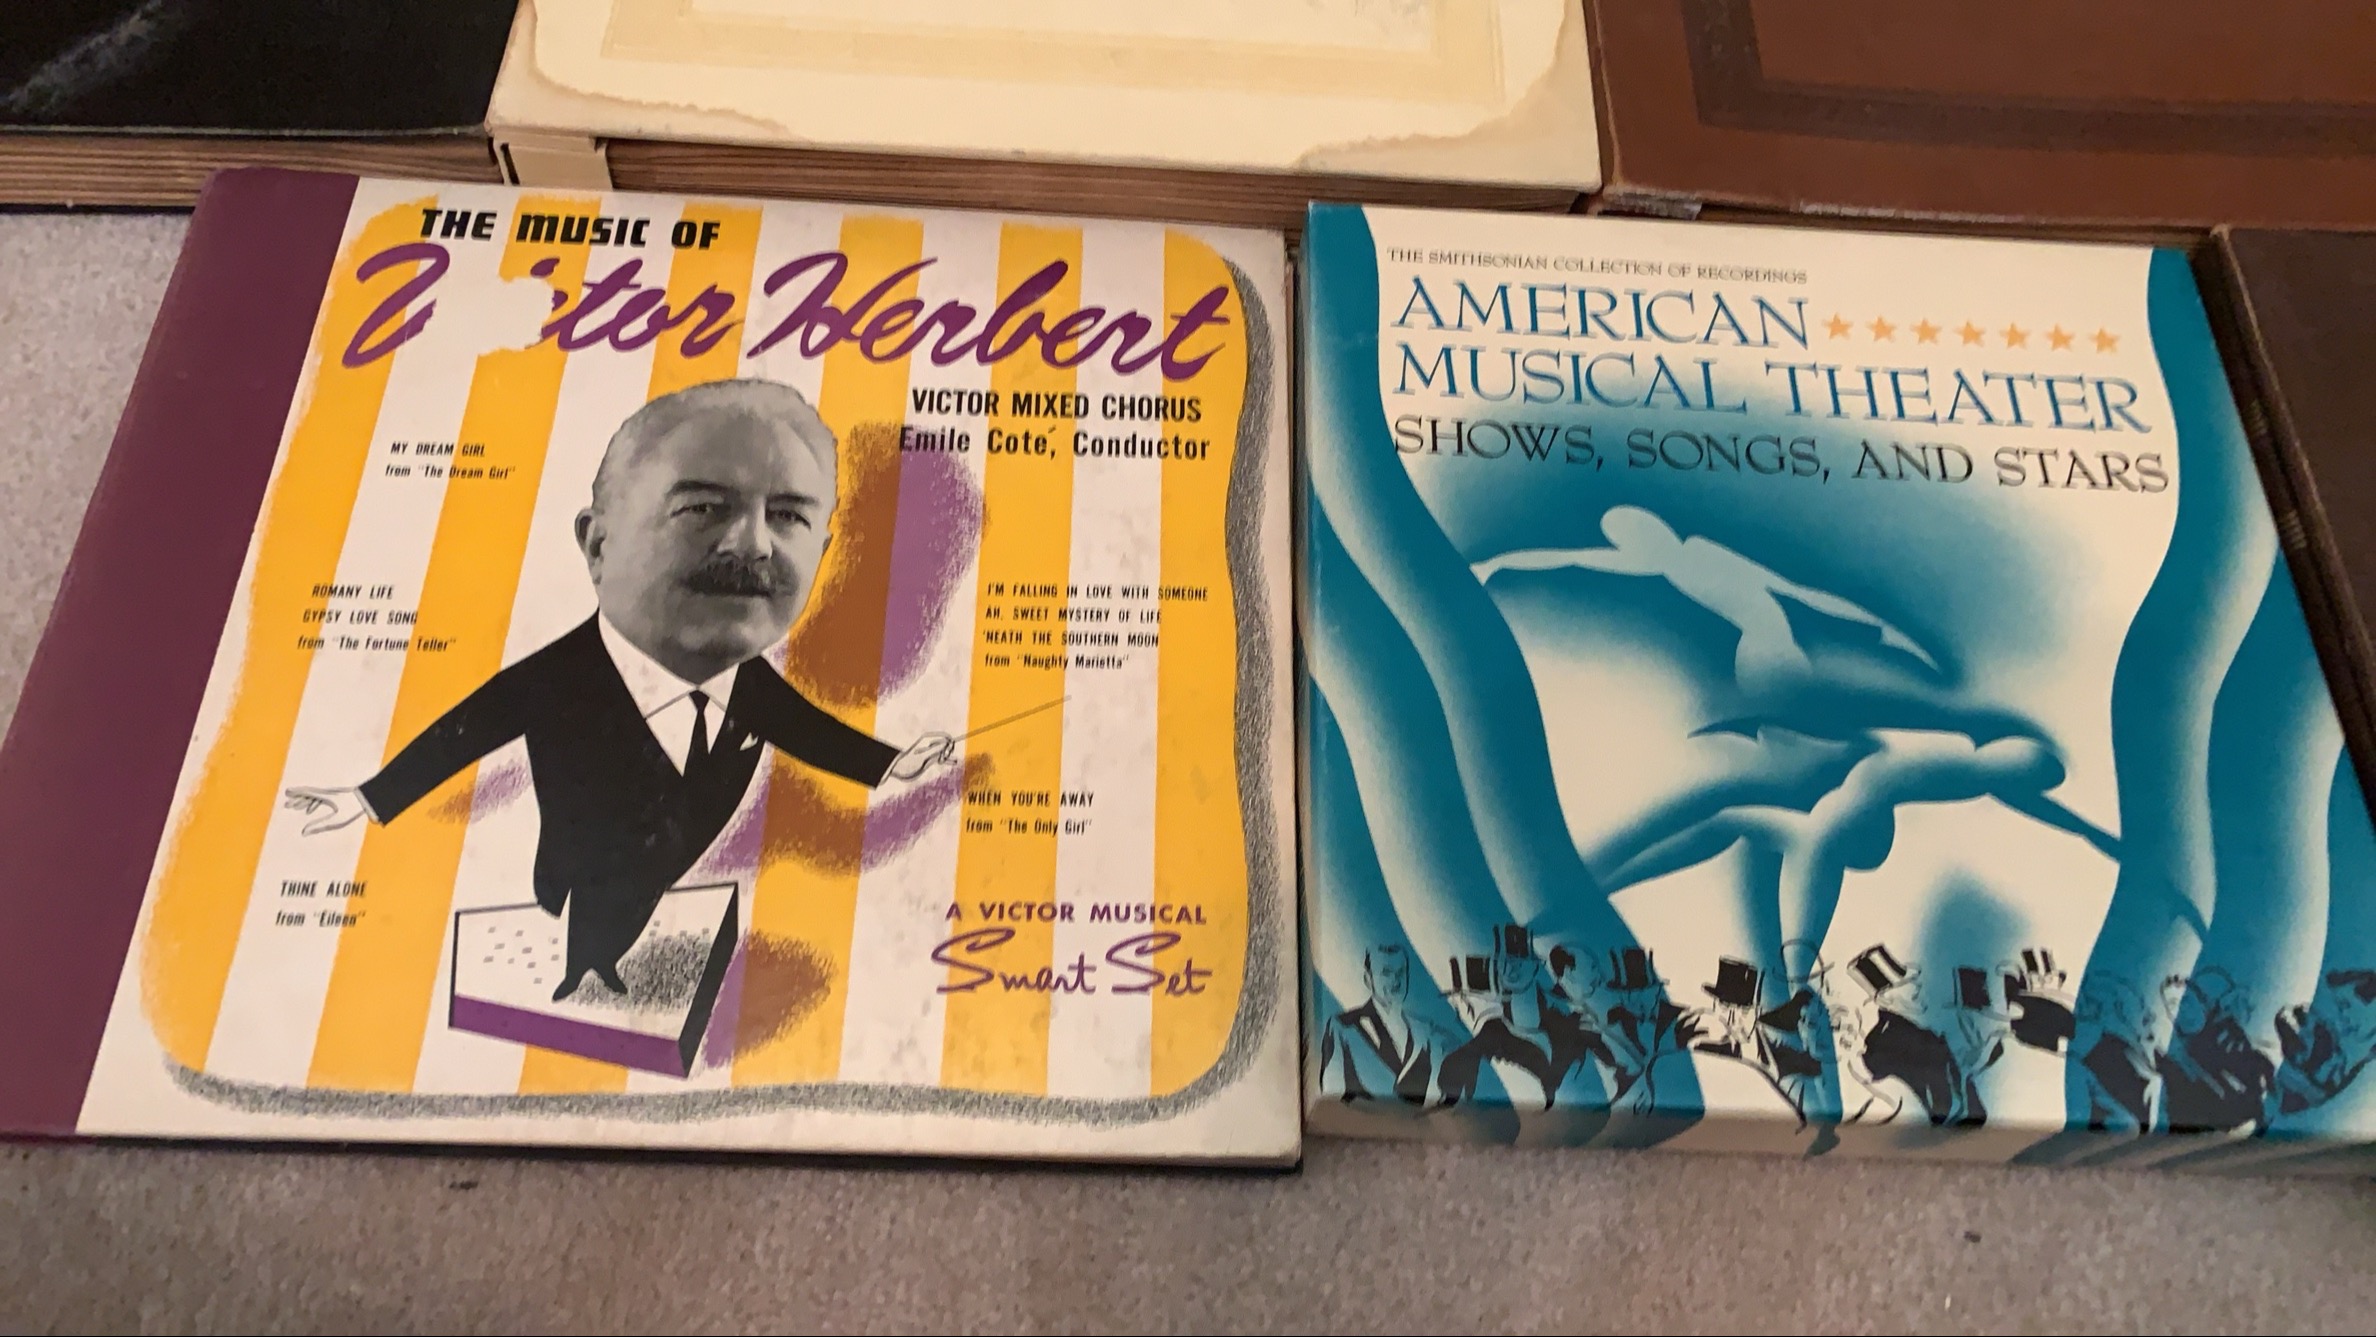 THE MUSIC OF
Victor Herbert
VICTOR MIXED CHORUS
Emile Coté, Conductor
MY DREAM GIRL
from "The Dream Girl"
ROMANY LIFE
GYPSY LOVE SONG
from "The Fortune Teller"
I'M FALLING IN LOVE WITH SOMEONE
AH, SWEET MYSTERY OF LIFE
'NEATH THE SOUTHERN MOON
from "Naughty Marietta"
WHEN YOU'RE AWAY
from "The Only Girl"
THINE ALONE
from "Eileen"
A VICTOR MUSICAL
Smart Set
THE SMITHSONIAN COLLECTION OF RECORDINGS
AMERICAN
MUSICAL THEATER
SHOWS, SONGS, AND STARS